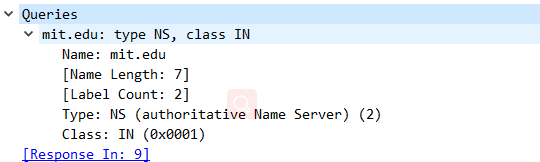 Queries
mit.edu: type NS, class IN
Name: mit.edu
[Name Length: 7]
[Label Count: 2]
Type: NS (authoritative Name Server) (2)
Class: IN (0x0001)
[Response In: 9]